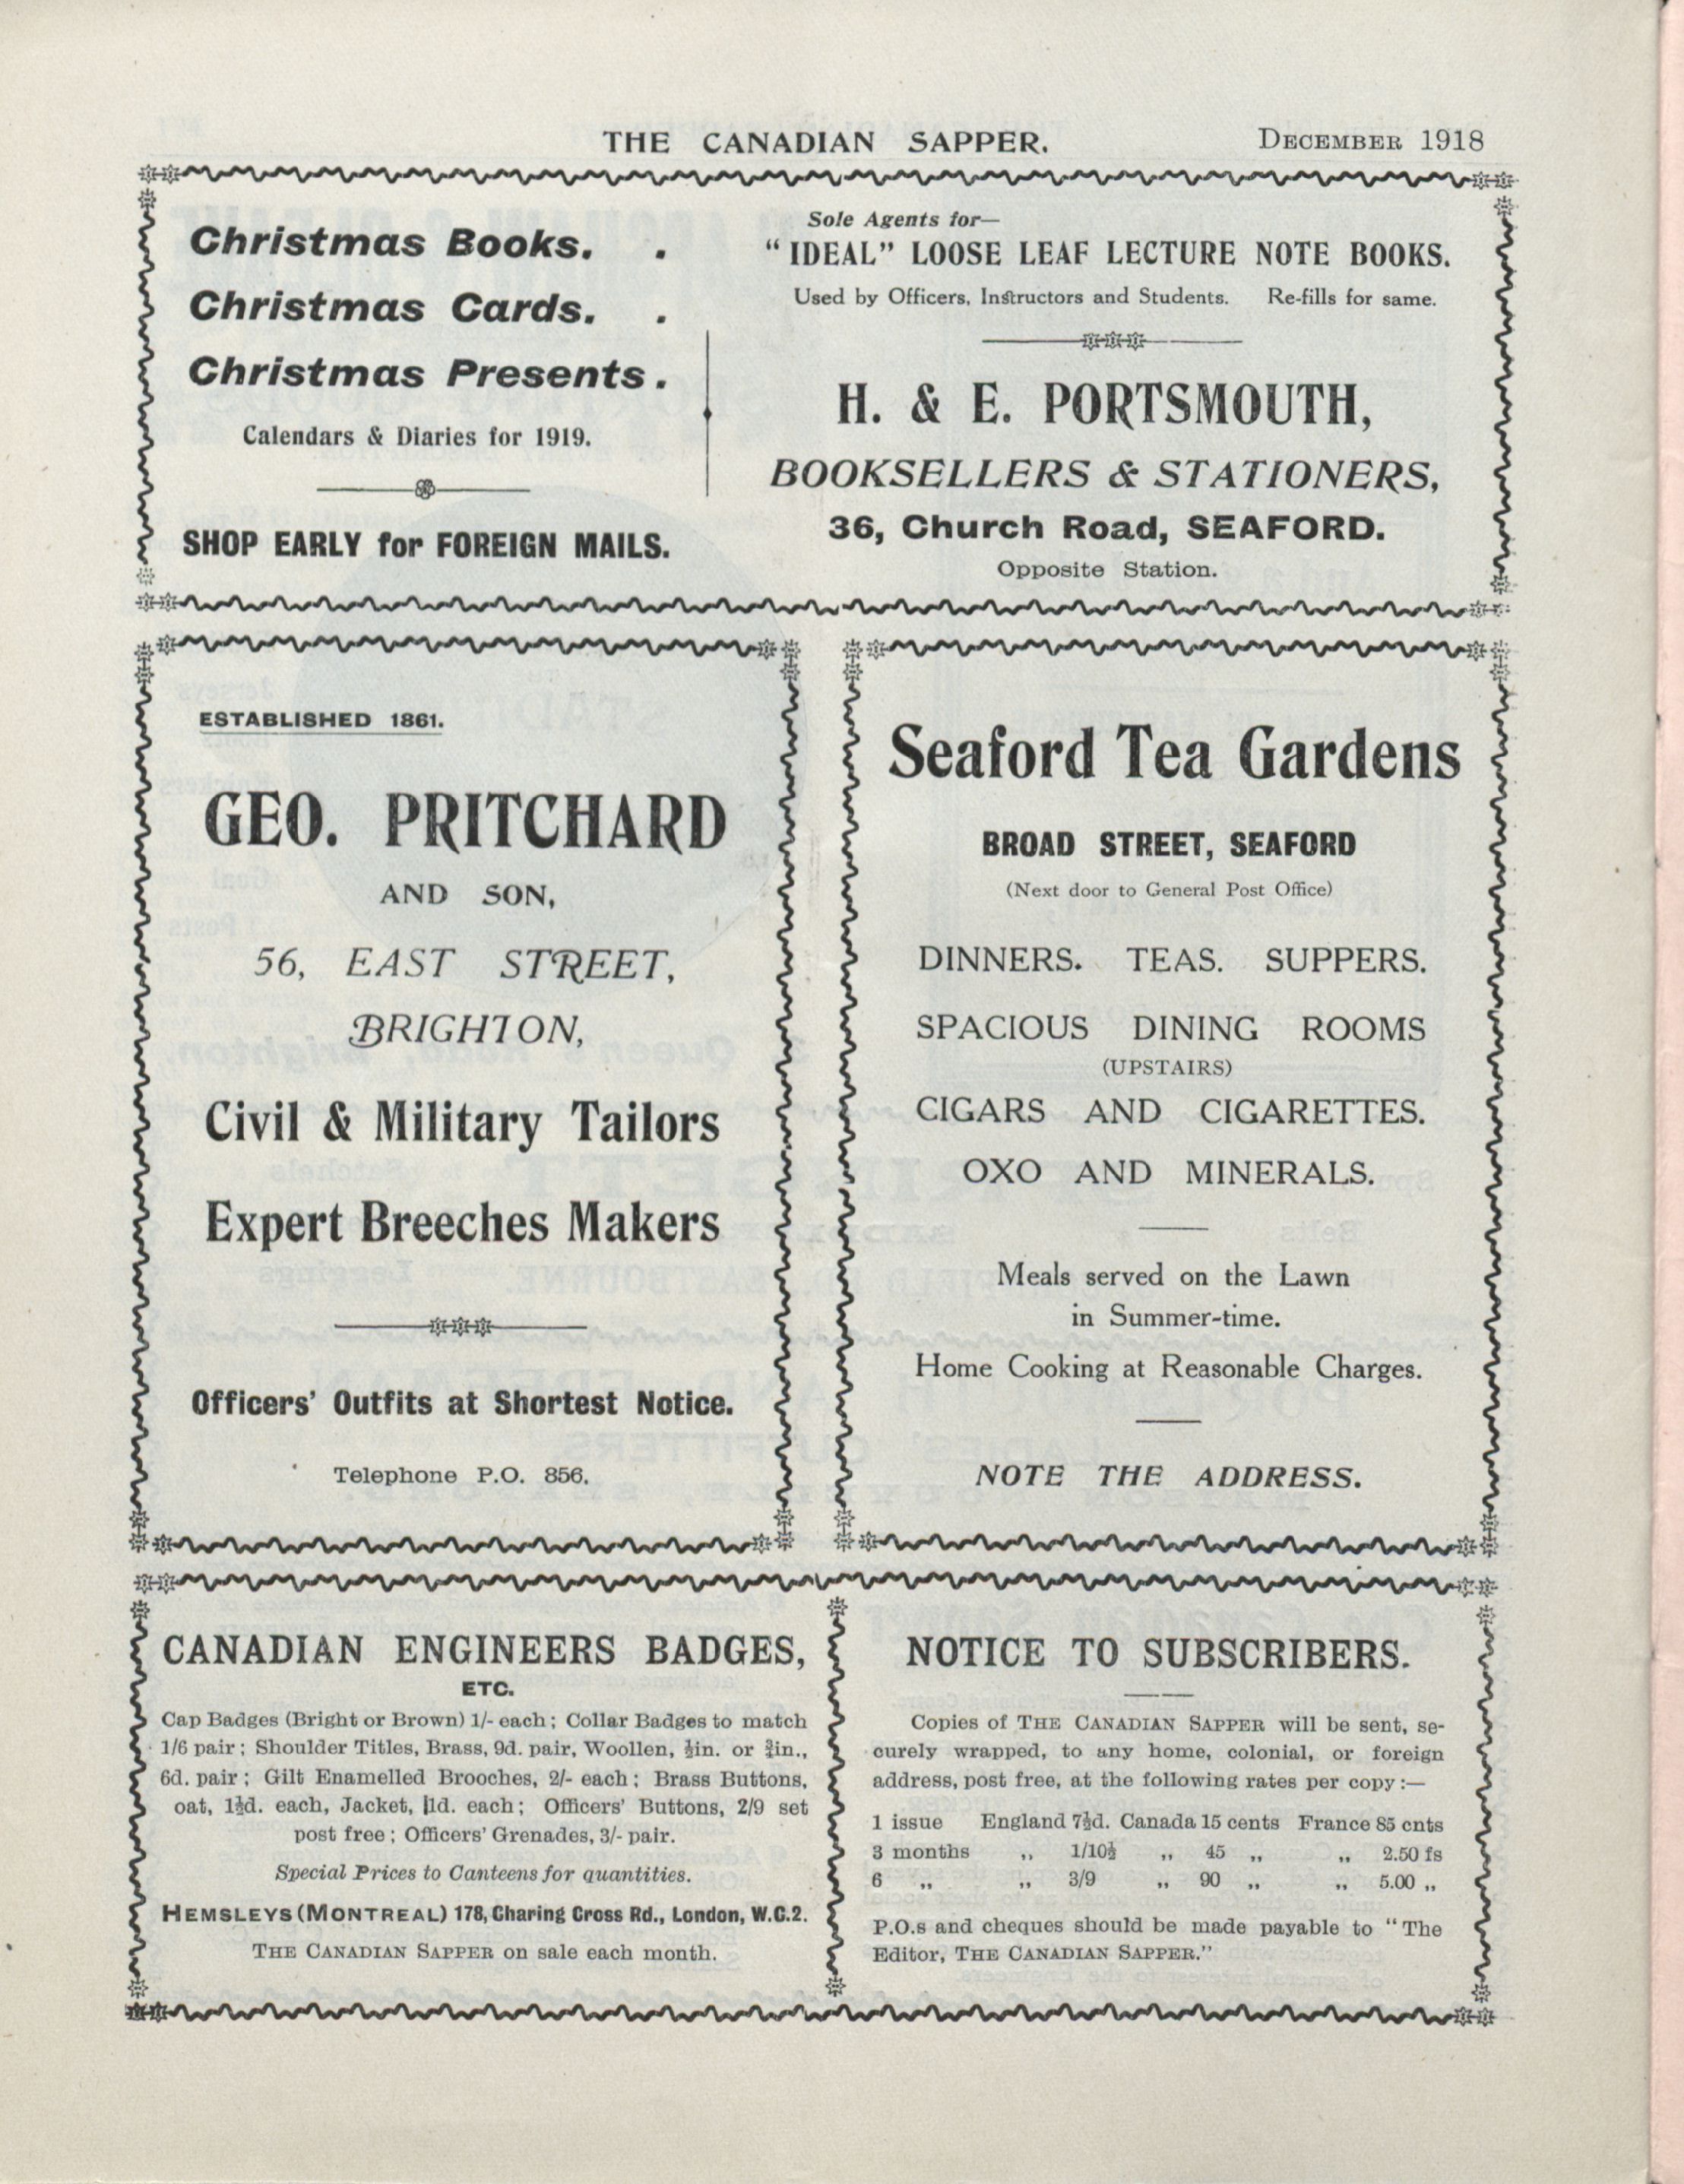 THE CANADIAN SAPPER.
DECEMBER 1918
Christmas Books. .
Christmas Cards. .
Christmas Presents.
Calendars & Diaries for 1919.
SHOP EARLY for FOREIGN MAILS.
Sole Agents for—
"IDEAL" LOOSE LEAF LECTURE NOTE BOOKS.
Used by Officers, Instructors and Students. Re-fills for same.
H. & E. PORTSMOUTH,
BOOKSELLERS & STATIONERS,
36, Church Road, SEAFORD.
Opposite Station.
ESTABLISHED 1861.
GEO. PRITCHARD
AND SON,
56, EAST STREET,
BRIGHTON,
Civil & Military Tailors
Expert Breeches Makers
Officers' Outfits at Shortest Notice.
Telephone P.O. 856.
Seaford Tea Gardens
BROAD STREET, SEAFORD
(Next door to General Post Office)
DINNERS. TEAS. SUPPERS.
SPACIOUS DINING ROOMS
(UPSTAIRS)
CIGARS AND CIGARETTES.
OXO AND MINERALS.
Meals served on the Lawn
in Summer-time.
Home Cooking at Reasonable Charges.
NOTE THE ADDRESS.
CANADIAN ENGINEERS BADGES,
ETC.
Cap Badges (Bright or Brown) 1/- each; Collar Badges to match
1/6 pair; Shoulder Titles, Brass, 9d. pair, Woollen, ½in. or ¾in.,
6d. pair; Gilt Enamelled Brooches, 2/- each; Brass Buttons,
oat, 1½d. each, Jacket, 1d. each; Officers' Buttons, 2/9 set
post free; Officers' Grenades, 3/- pair.
Special Prices to Canteens for quantities.
HEMSLEYS (MONTREAL) 178, Charing Cross Rd., London, W.C.2.
THE CANADIAN SAPPER on sale each month.
NOTICE TO SUBSCRIBERS.
Copies of THE CANADIAN SAPPER will be sent, se-
curely wrapped, to any home, colonial, or foreign
address, post free, at the following rates per copy:—
1 issue England 7½d. Canada 15 cents France 85 cnts
3 months ,, 1/10½ ,, 45 ,, ,, 2.50 fs
6 ,, ,, 3/9 ,, 90 ,, ,, 5.00 ,,
P.O.s and cheques should be made payable to "The
Editor, THE CANADIAN SAPPER."